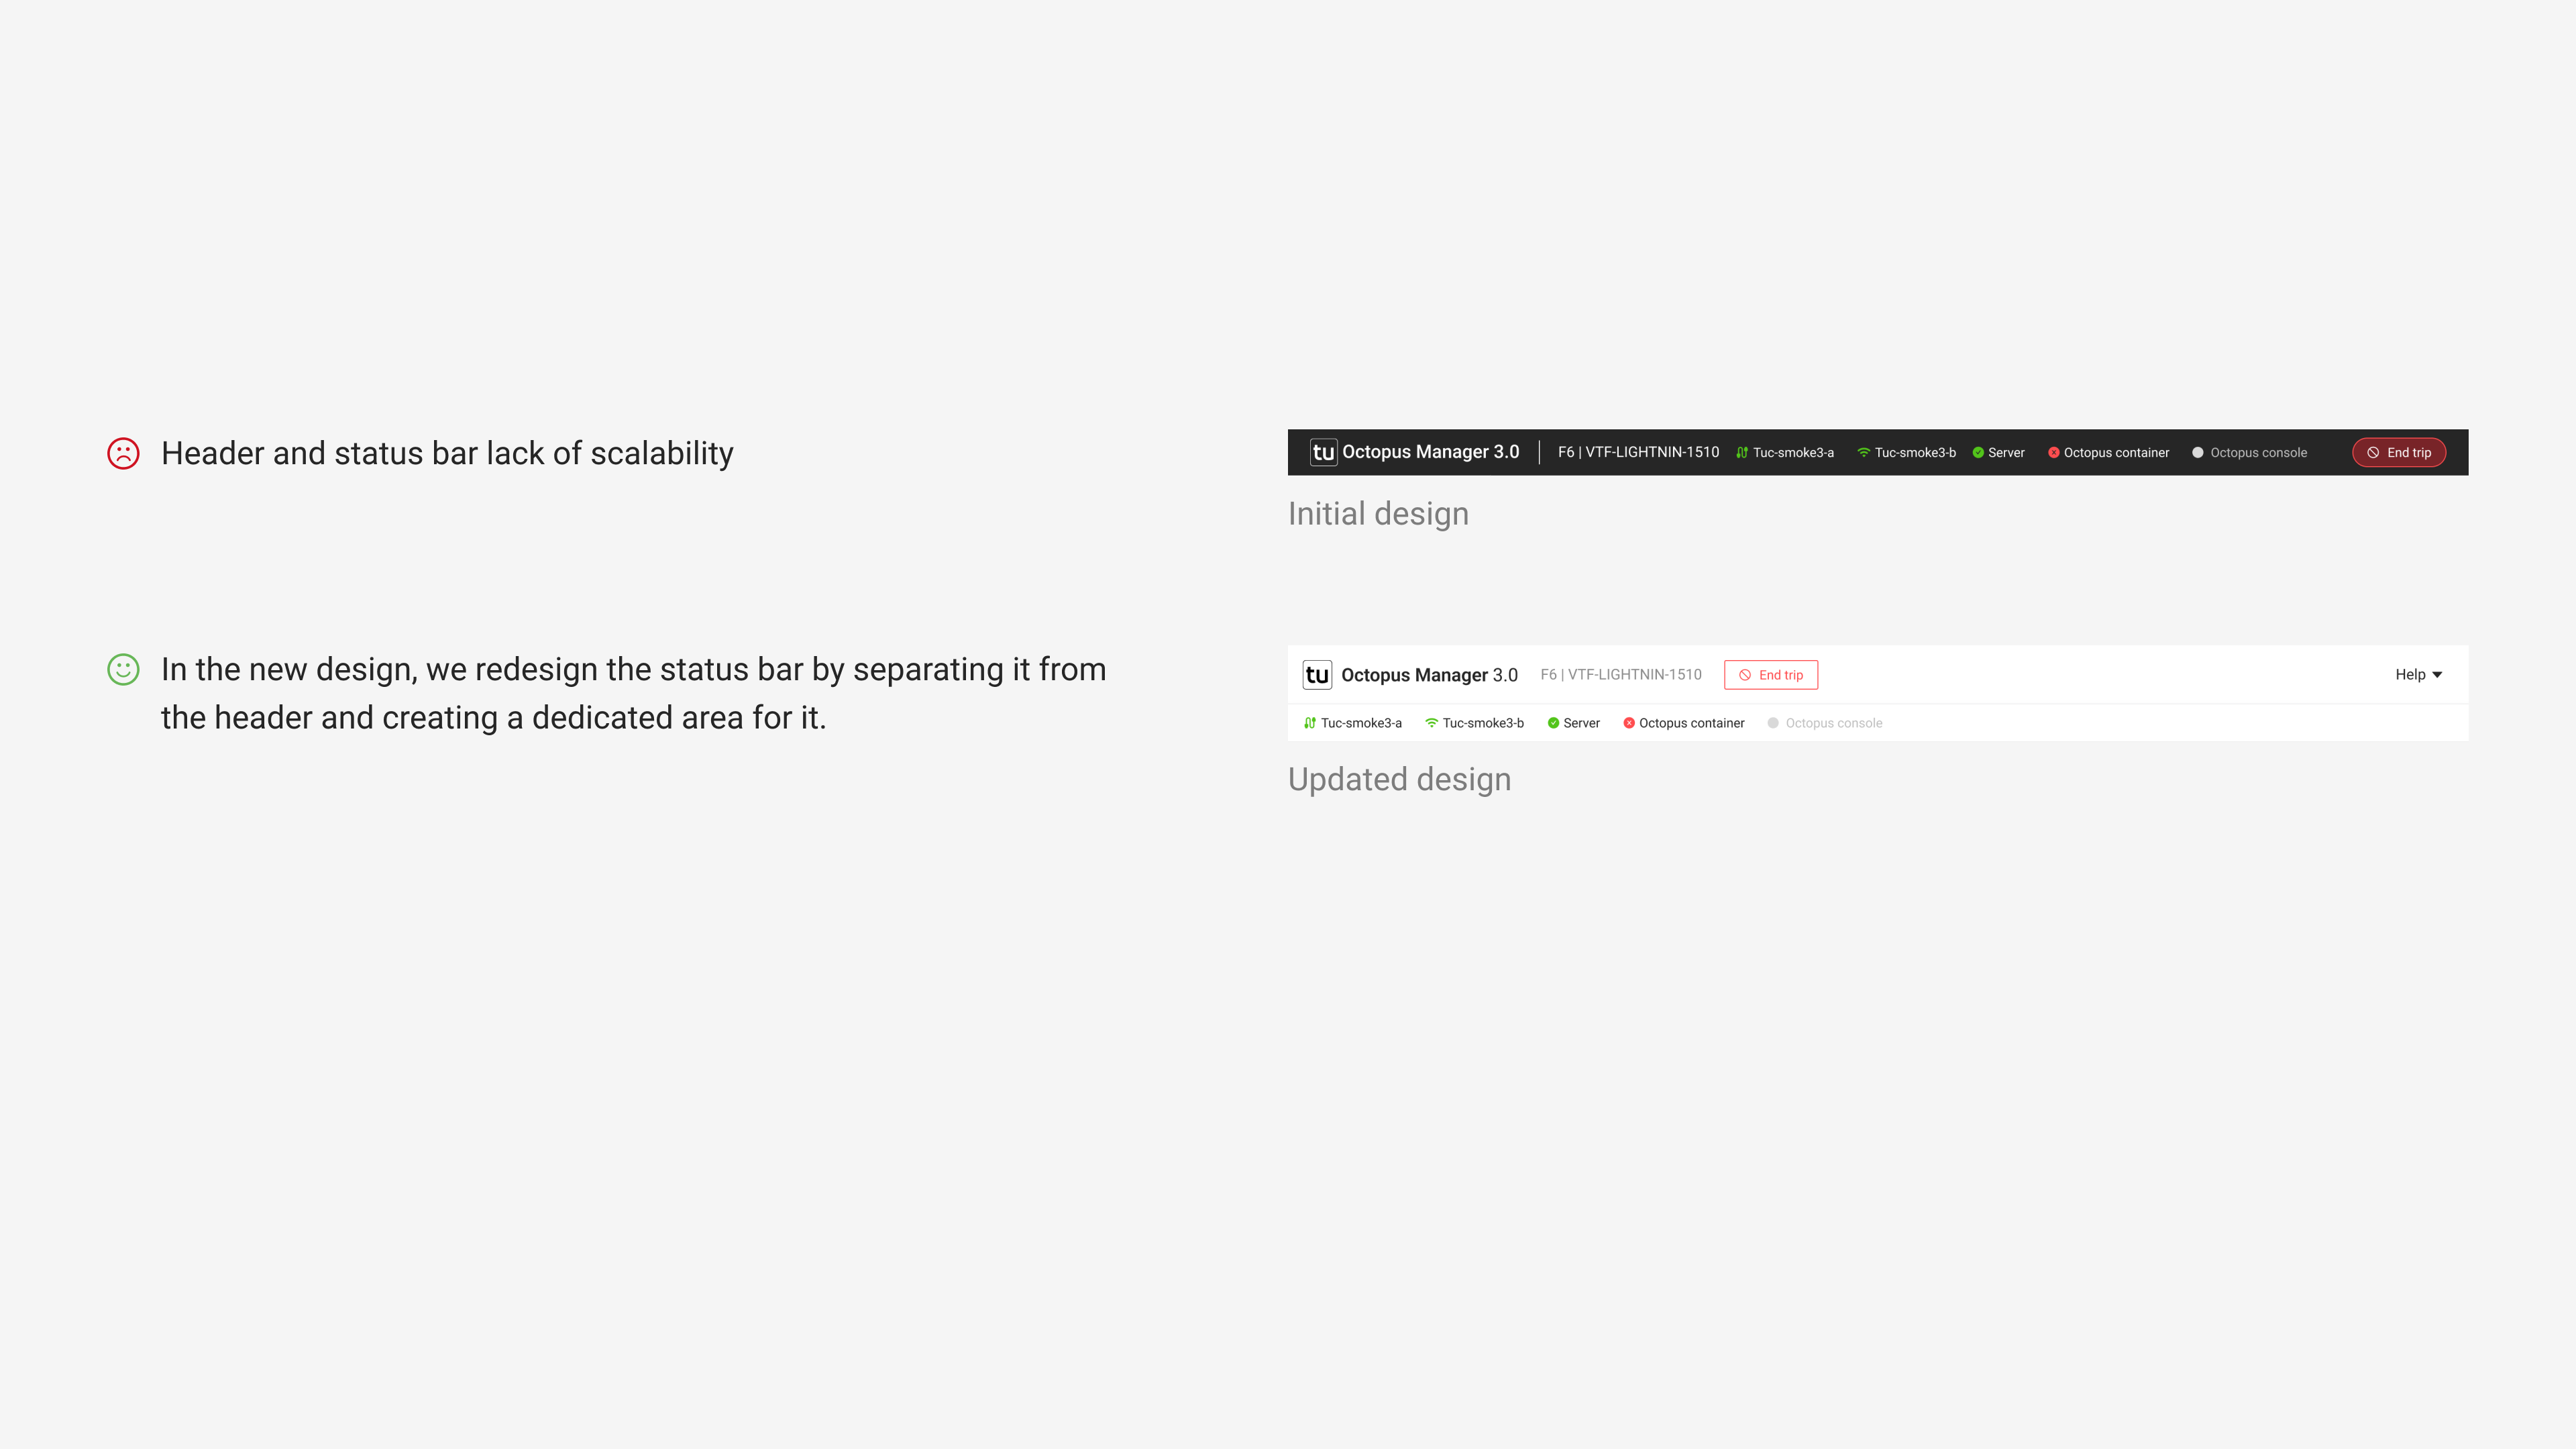 Header and status bar lack of scalability
tu Octopus Manager 3.0 F6 | VTF-LIGHTNIN-1510 Tuc-smoke3-a Tuc-smoke3-b Server Octopus container Octopus console End trip
Initial design
In the new design, we redesign the status bar by separating it from
the header and creating a dedicated area for it.
tu Octopus Manager 3.0 F6 | VTF-LIGHTNIN-1510 End trip Help
Tuc-smoke3-a Tuc-smoke3-b Server Octopus container Octopus console
Updated design